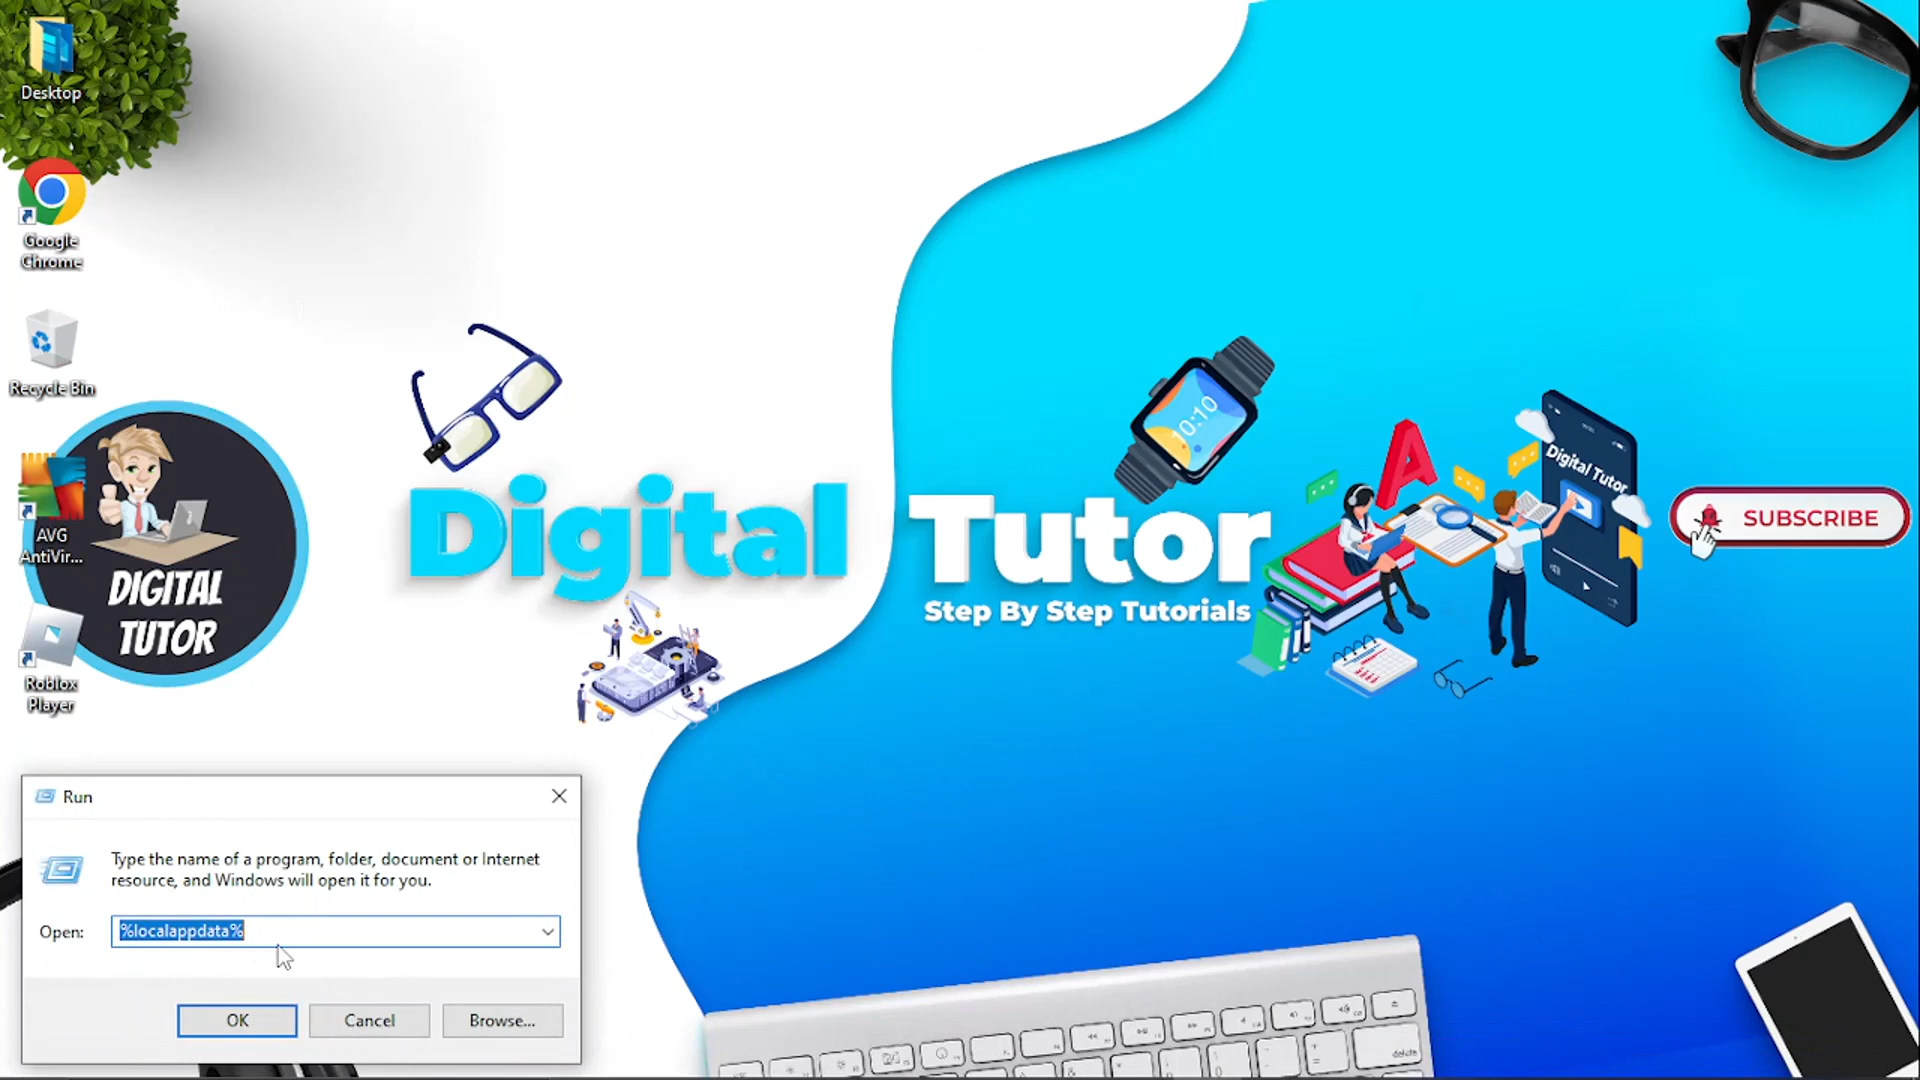 Desktop
Google
Chrome
Recycle Bin
AVG
AntiVir...
DIGITAL
TUTOR
Roblox
Player
10:10
Digital Tutor
Digital Tutor
Step By Step Tutorials
A
SUBSCRIBE
Run
Type the name of a program, folder, document or Internet
resource, and Windows will open it for you.
Open: %localappdata%
OK Cancel Browse...
delete